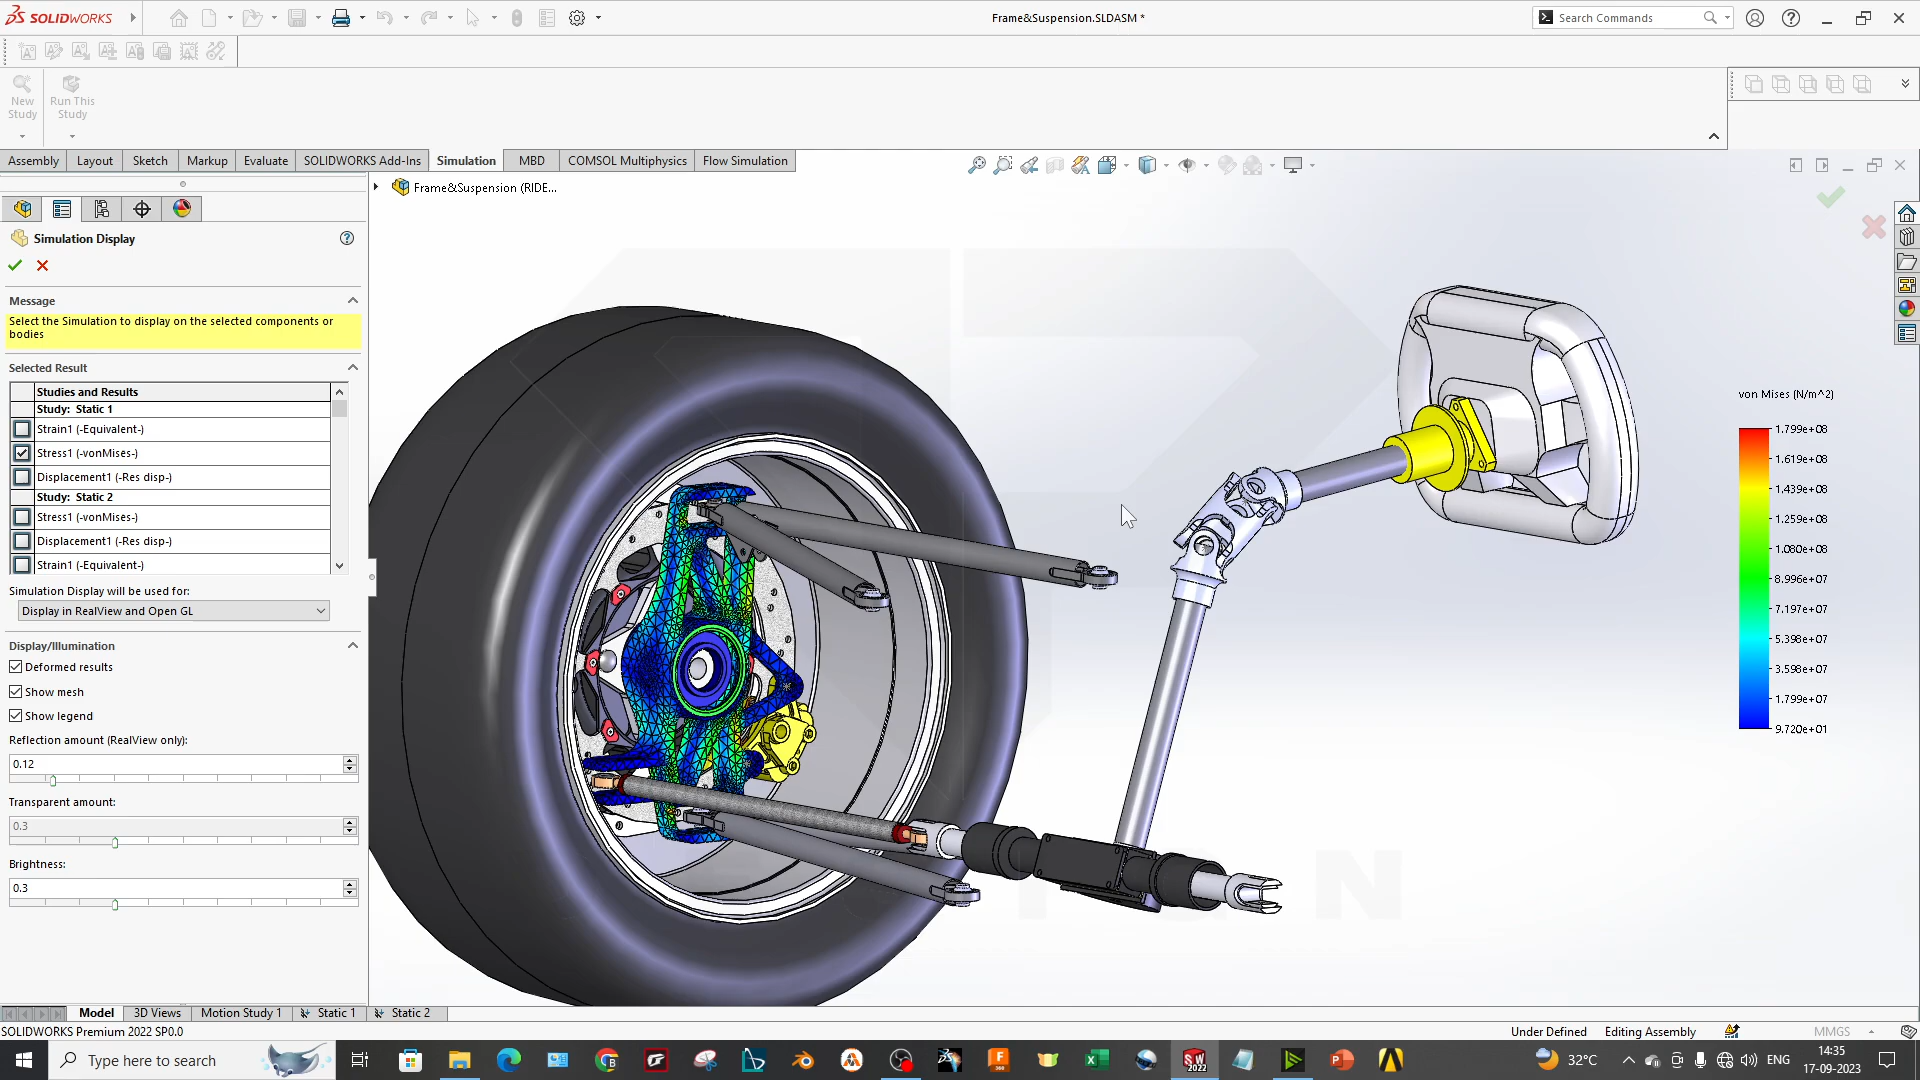 SOLIDWORKS
Frame&Suspension.SLDASM *
Search Commands
New
Study
Run This
Study
Assembly
Layout
Sketch
Markup
Evaluate
SOLIDWORKS Add-Ins
Simulation
MBD
COMSOL Multiphysics
Flow Simulation
Frame&Suspension (RIDE...
Simulation Display
Message
Select the Simulation to display on the selected components or
bodies
Selected Result
Studies and Results
Study: Static 1
Strain1 (-Equivalent-)
Stress1 (-vonMises-)
Displacement1 (-Res disp-)
Study: Static 2
Stress1 (-vonMises-)
Displacement1 (-Res disp-)
Strain1 (-Equivalent-)
Simulation Display will be used for:
Display in RealView and Open GL
Display/Illumination
Deformed results
Show mesh
Show legend
Reflection amount (RealView only):
0.12
Transparent amount:
0.3
Brightness:
0.3
von Mises (N/m^2)
1.799e+08
1.619e+08
1.439e+08
1.259e+08
1.080e+08
8.996e+07
7.197e+07
5.398e+07
3.598e+07
1.799e+07
9.720e+01
Model
3D Views
Motion Study 1
Static 1
Static 2
SOLIDWORKS Premium 2022 SP0.0
Under Defined
Editing Assembly
MMGS
Type here to search
32°C
ENG
14:35
17-09-2023